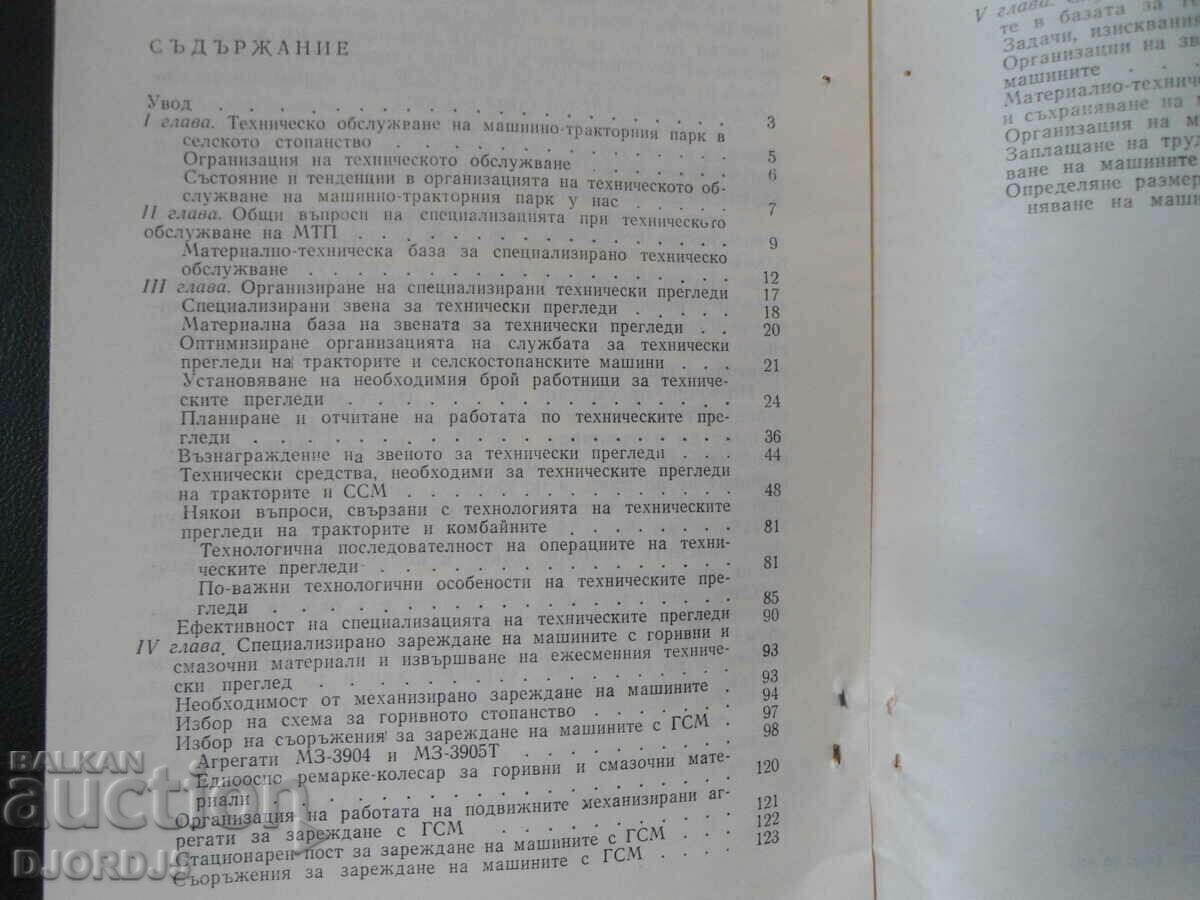 СЪДЪРЖАНИЕ
Увод . . . . . . . . . . . . . . . 3
I глава. Техническо обслужване на машинно-тракторния парк в
селското стопанство . . . . . . . . . . . 5
Огранизация на техническото обслужване . . . . . 6
Състояние и тенденции в организацията на техническото об-
служване на машинно-тракторния парк у нас . . . . 7
II глава. Общи въпроси на специализацията при техническото
обслужване на МТП . . . . . . . . . . . 9
Материално-техническа база за специализирано техническо
обслужване . . . . . . . . . . . . . 12
III глава. Организиране на специализирани технически прегледи 17
Специализирани звена за технически прегледи . . . . . 18
Материална база на звената за технически прегледи . . 20
Оптимизиране организацията на службата за технически
прегледи на тракторите и селскостопанските машини . . . 21
Установяване на необходимия брой работници за техниче-
ските прегледи . . . . . . . . . . . . 24
Планиране и отчитане на работата по техническите пре-
гледи . . . . . . . . . . . . . . 36
Възнаграждение на звеното за технически прегледи . . . 44
Технически средства, необходими за техническите прегледи
на тракторите и ССМ . . . . . . . . . . 48
Някои въпроси, свързани с технологията на техническите
прегледи на тракторите и комбайните . . . . . . . 81
Технологична последователност на операциите на техни-
ческите прегледи . . . . . . . . . . . 81
По-важни технологични особености на техническите пре-
гледи . . . . . . . . . . . . . . 85
Ефективност на специализацията на техническите прегледи 90
IV глава. Специализирано зареждане на машините с горивни и
смазочни материали и извършване на ежесменния техниче-
ски преглед . . . . . . . . . . . . . 93
Необходимост от механизирано зареждане на машините . 93
Избор на схема за горивното стопанство . . . . . . 94
Избор на съоръжения за зареждане на машините с ГСМ . 97
Агрегати МЗ-3904 и МЗ-3905Т . . . . . . . . 98
Едноосно ремарке-колесар за горивни и смазочни мате-
риали . . . . . . . . . . . . . . 120
Организация на работата на подвижните механизирани аг-
регати за зареждане с ГСМ . . . . . . . . 121
Стационарен пост за зареждане на машините с ГСМ . . . 122
Съоръжения за зареждане на машините с ГСМ . . . . 123
V глава.
те в базата за
Задачи, изисквания
Организации на
машините . . .
Материално-техниче
и съхраняване на
Организация на
Заплащане на труд
ване на машините
Определяне размер
няване на маши
BALKAN
auction
DJORDJ9